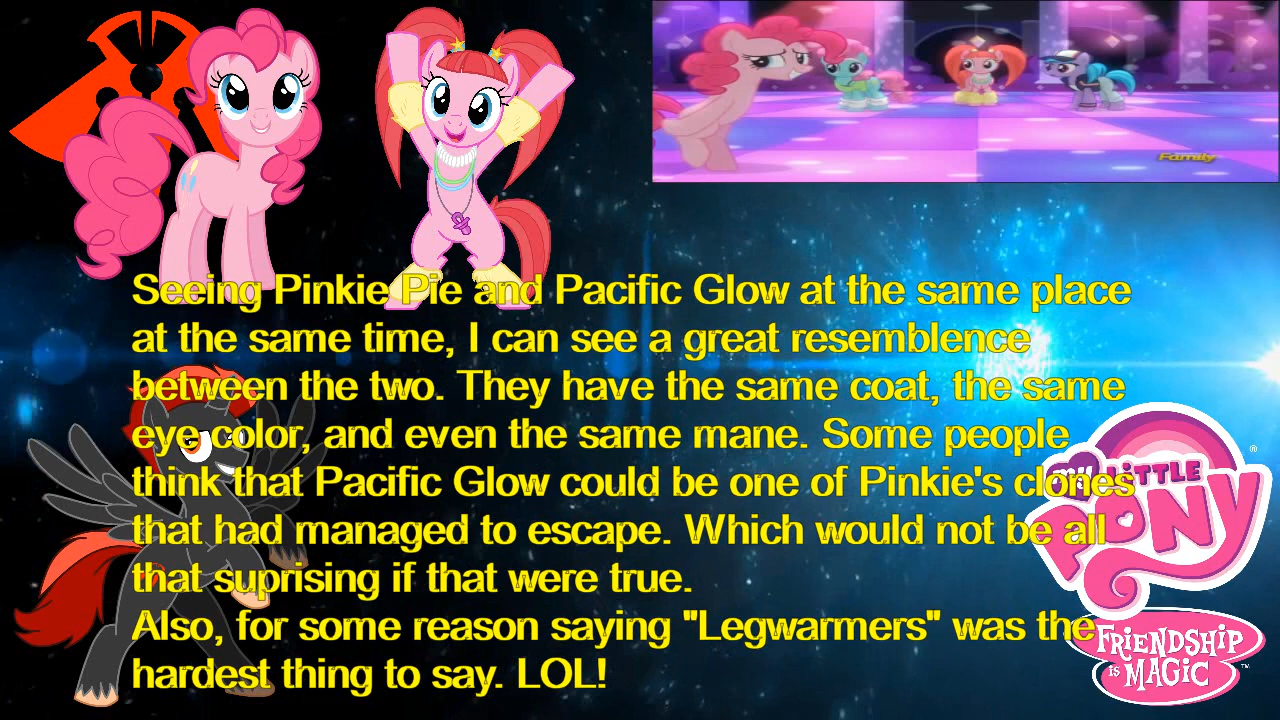 Family
Seeing Pinkie Pie and Pacific Glow at the same place
at the same time, I can see a great resemblence
between the two. They have the same coat, the same
eye color, and even the same mane. Some people
think that Pacific Glow could be one of Pinkie's clones
that had managed to escape. Which would not be all
that suprising if that were true.
Also, for some reason saying "Legwarmers" was the
hardest thing to say. LOL!
my LiTTLE
PONY
®
FRiENDSHiP
iS MAGiC
™